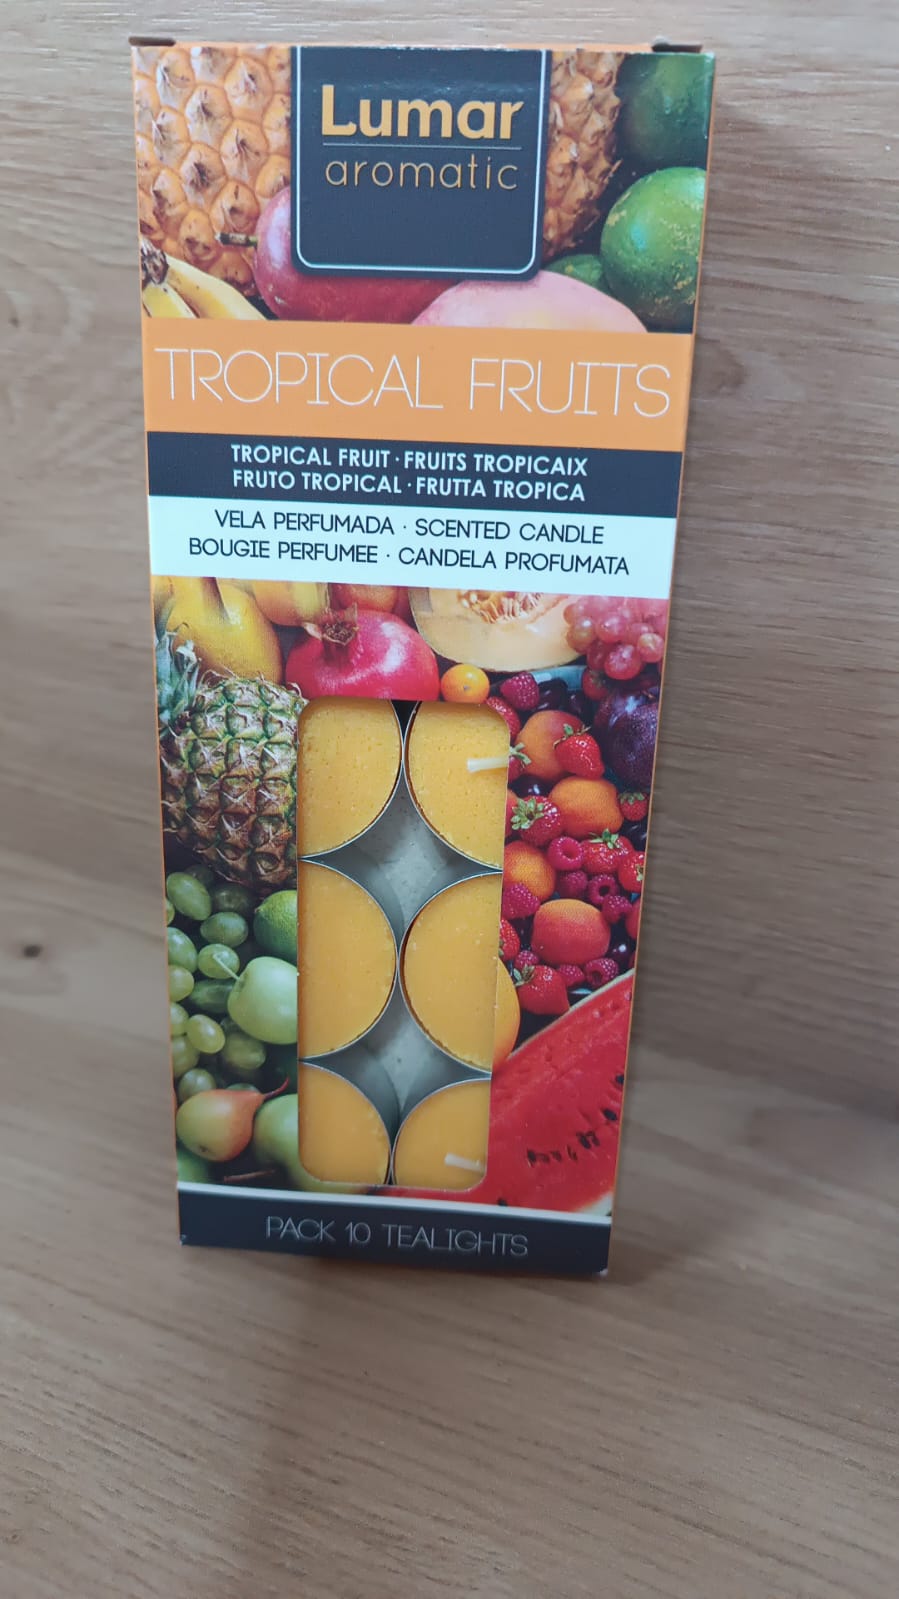 Lumar
aromatic
TROPICAL FRUITS
TROPICAL FRUIT · FRUITS TROPICAIX
FRUTO TROPICAL · FRUTTA TROPICA
VELA PERFUMADA · SCENTED CANDLE
BOUGIE PERFUMEE · CANDELA PROFUMATA
PACK 10 TEALIGHTS